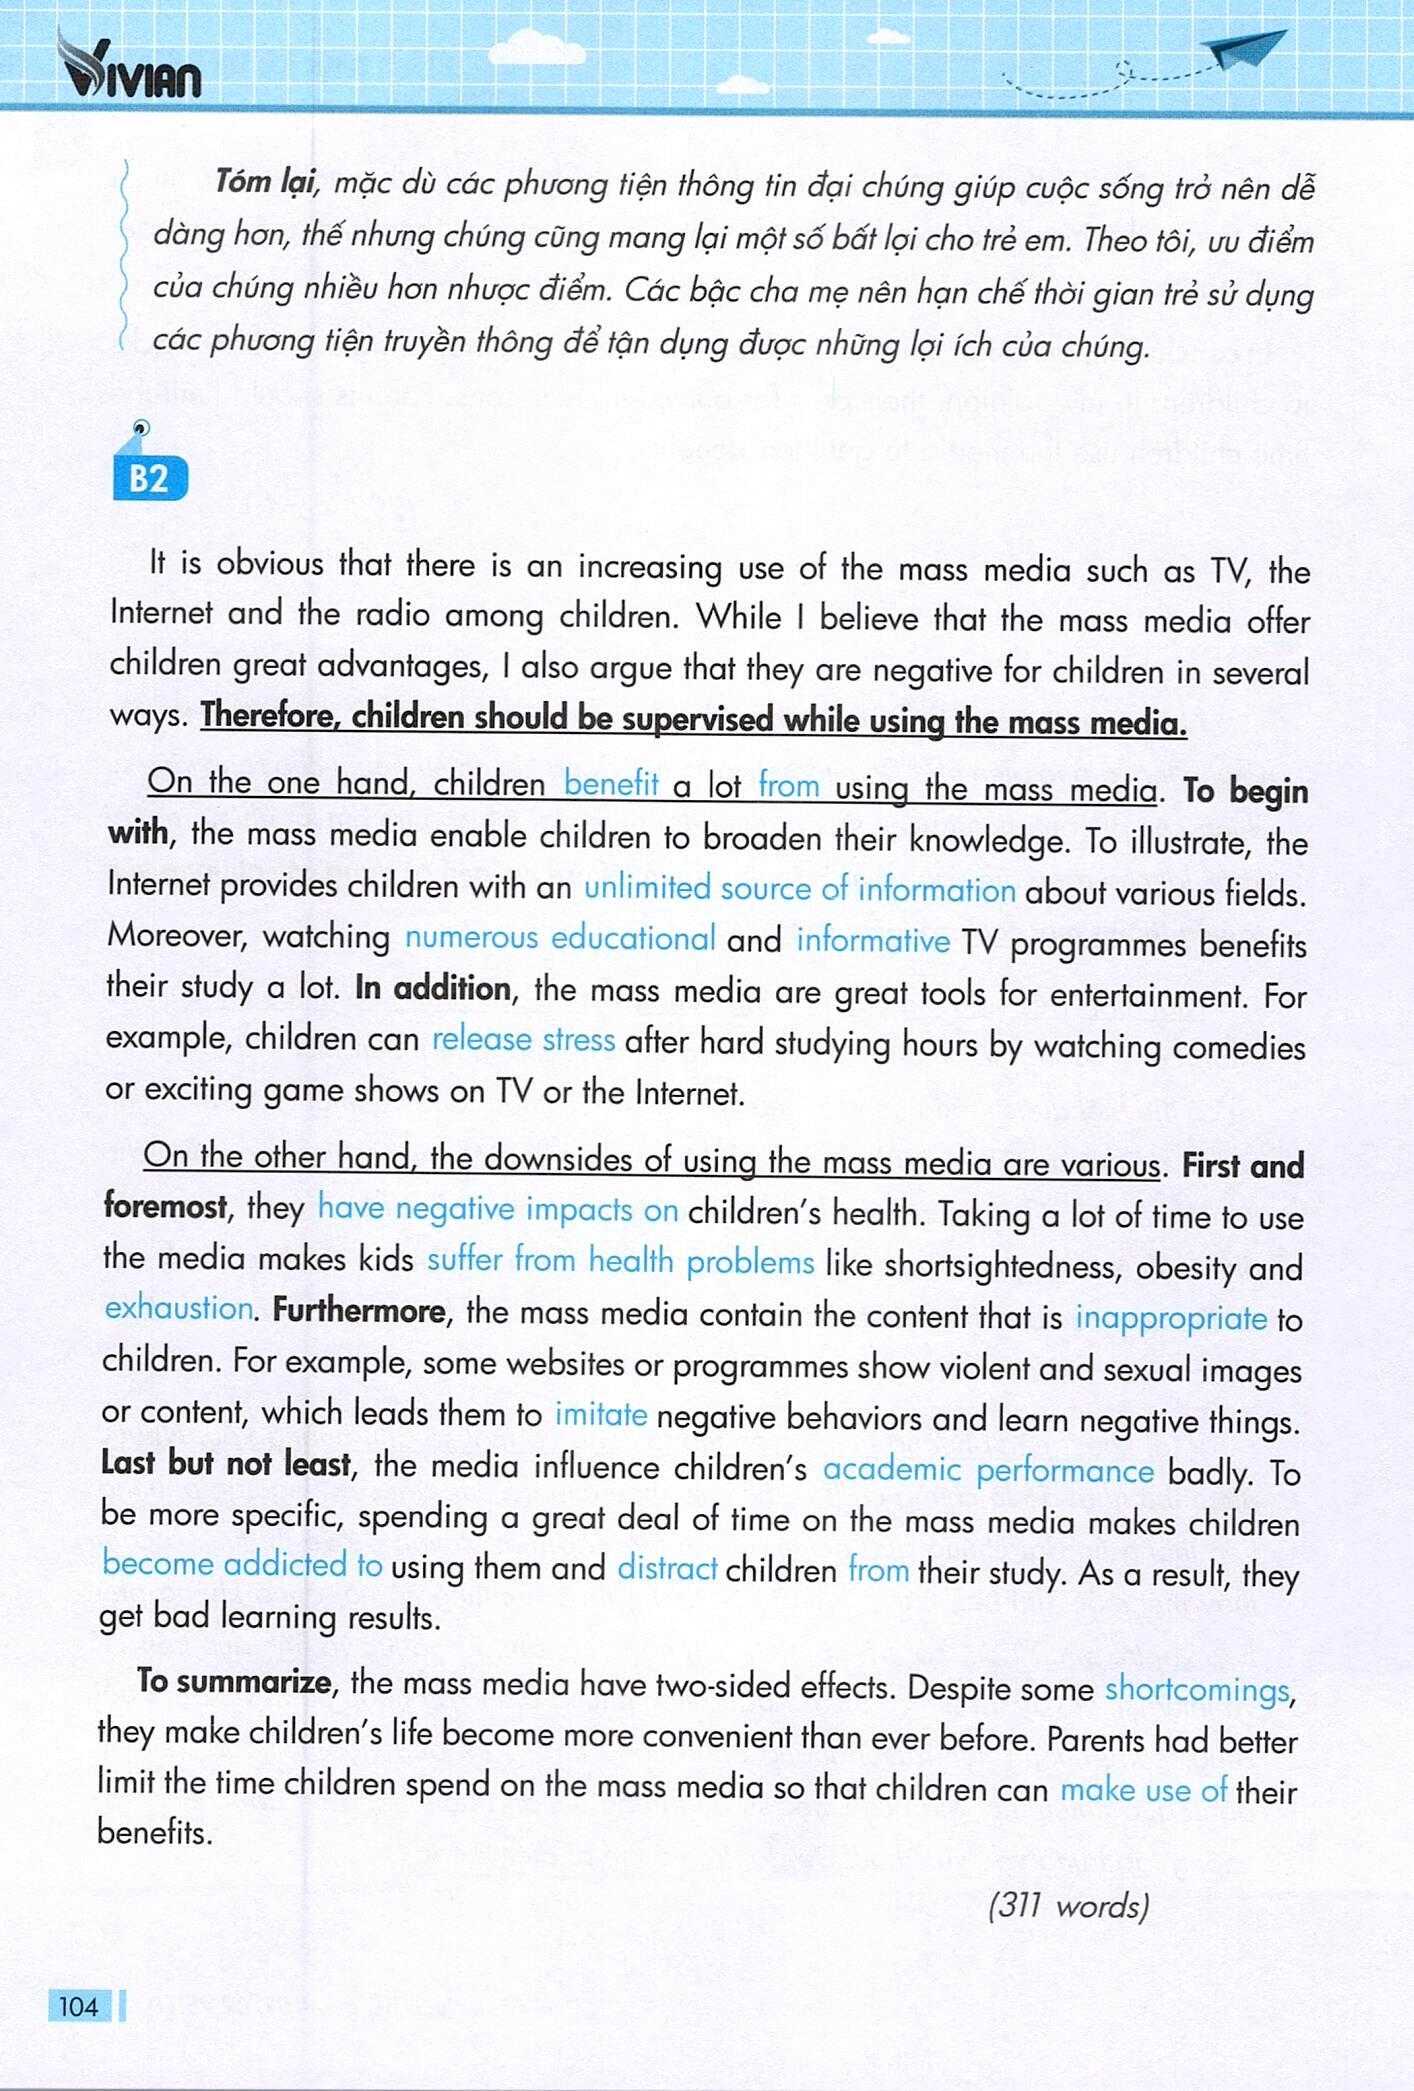 VIVIAN
Tóm lại, mặc dù các phương tiện thông tin đại chúng giúp cuộc sống trở nên dễ
dàng hơn, thế nhưng chúng cũng mang lại một số bất lợi cho trẻ em. Theo tôi, ưu điểm
của chúng nhiều hơn nhược điểm. Các bậc cha mẹ nên hạn chế thời gian trẻ sử dụng
các phương tiện truyền thông để tận dụng được những lợi ích của chúng.
B2
It is obvious that there is an increasing use of the mass media such as TV, the
Internet and the radio among children. While I believe that the mass media offer
children great advantages, I also argue that they are negative for children in several
ways. Therefore, children should be supervised while using the mass media.
On the one hand, children benefit a lot from using the mass media. To begin
with, the mass media enable children to broaden their knowledge. To illustrate, the
Internet provides children with an unlimited source of information about various fields.
Moreover, watching numerous educational and informative TV programmes benefits
their study a lot. In addition, the mass media are great tools for entertainment. For
example, children can release stress after hard studying hours by watching comedies
or exciting game shows on TV or the Internet.
On the other hand, the downsides of using the mass media are various. First and
foremost, they have negative impacts on children's health. Taking a lot of time to use
the media makes kids suffer from health problems like shortsightedness, obesity and
exhaustion. Furthermore, the mass media contain the content that is inappropriate to
children. For example, some websites or programmes show violent and sexual images
or content, which leads them to imitate negative behaviors and learn negative things.
Last but not least, the media influence children's academic performance badly. To
be more specific, spending a great deal of time on the mass media makes children
become addicted to using them and distract children from their study. As a result, they
get bad learning results.
To summarize, the mass media have two-sided effects. Despite some shortcomings,
they make children's life become more convenient than ever before. Parents had better
limit the time children spend on the mass media so that children can make use of their
benefits.
(311 words)
104